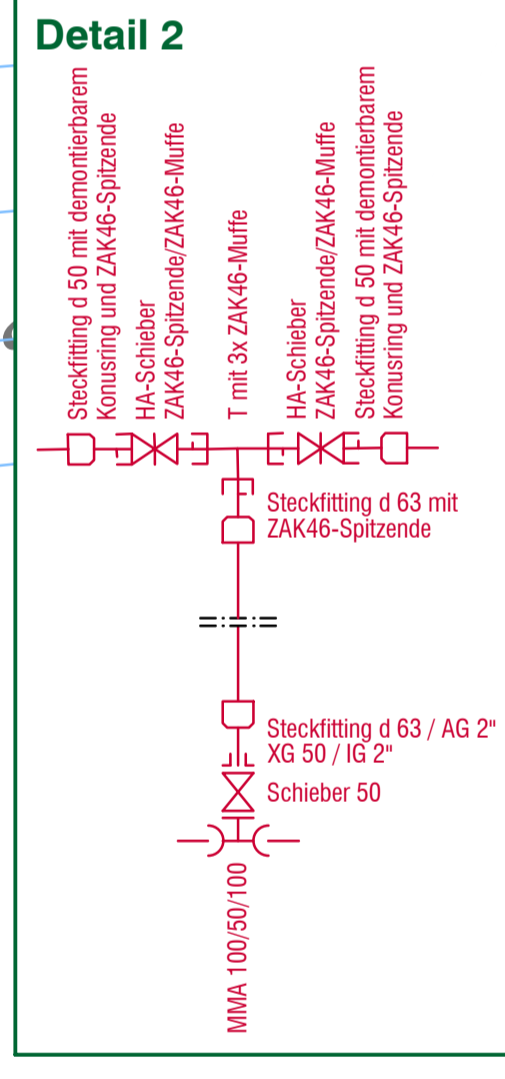 Detail 2
Steckfitting d 50 mit demontierbarem
Konusring und ZAK46-Spitzende
HA-Schieber
ZAK46-Spitzende/ZAK46-Muffe
T mit 3x ZAK46-Muffe
HA-Schieber
ZAK46-Spitzende/ZAK46-Muffe
Steckfitting d 50 mit demontierbarem
Konusring und ZAK46-Spitzende
Steckfitting d 63 mit
ZAK46-Spitzende
Steckfitting d 63 / AG 2"
XG 50 / IG 2"
Schieber 50
MMA 100/50/100